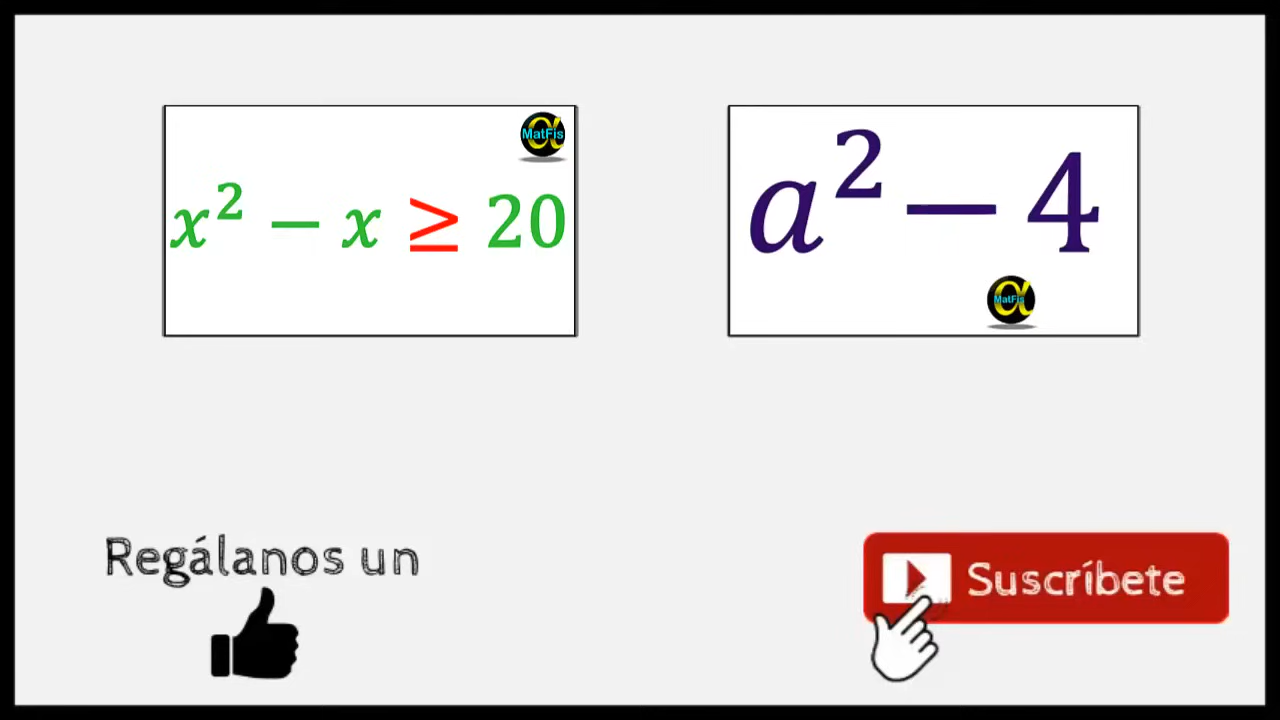 MatFis
x² − x ≥ 20
a² − 4
MatFis
Regálanos un
Suscríbete